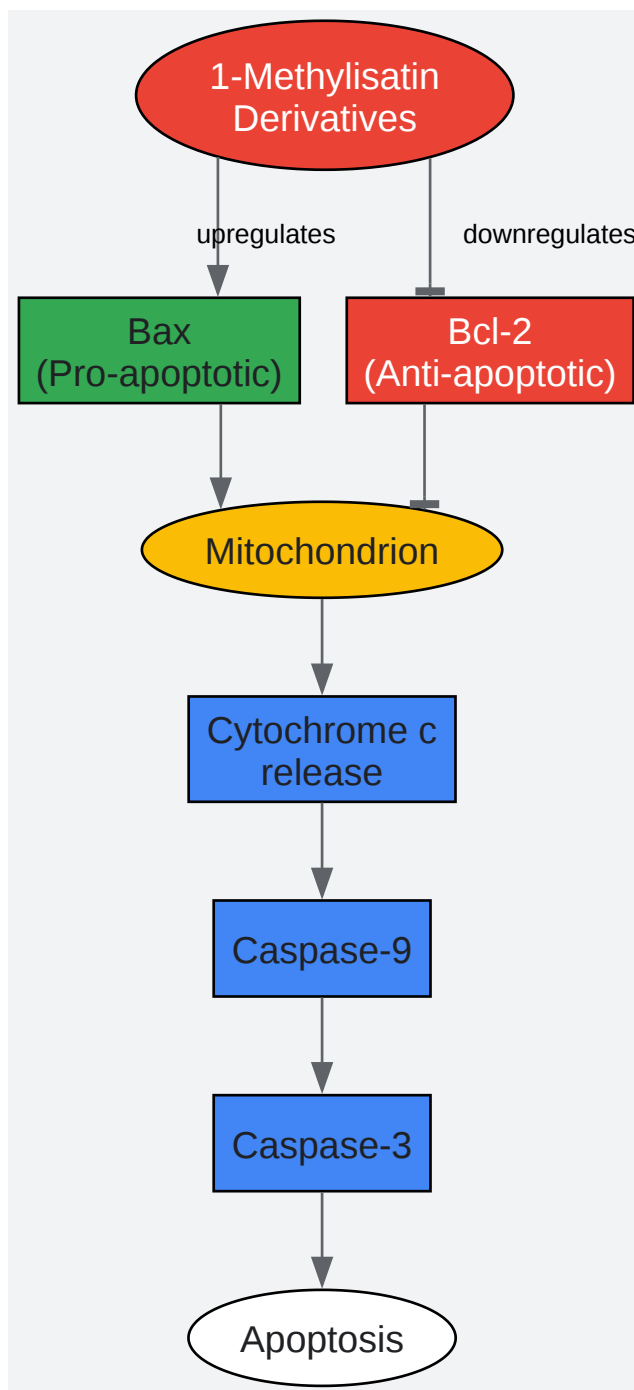 1-Methylisatin
Derivatives
upregulates
downregulates
Bax
(Pro-apoptotic)
Bcl-2
(Anti-apoptotic)
Mitochondrion
Cytochrome c
release
Caspase-9
Caspase-3
Apoptosis